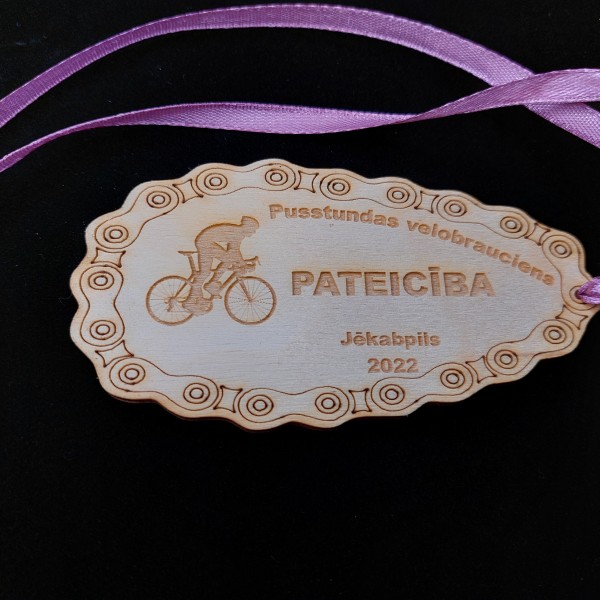 Pusstundas velobrauciens
PATEICĪBA
Jēkabpils
2022